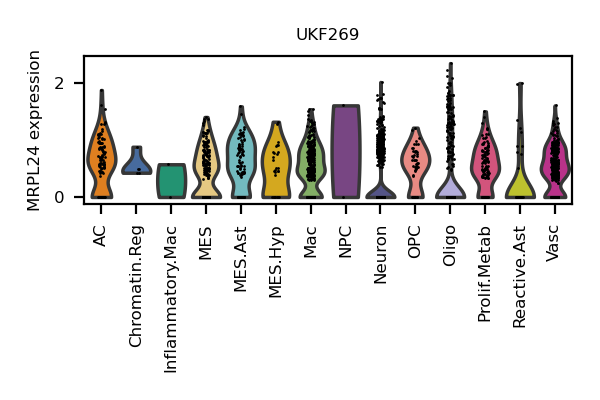 UKF269
MRPL24 expression
2
0
AC
Chromatin.Reg
Inflammatory.Mac
MES
MES.Ast
MES.Hyp
Mac
NPC
Neuron
OPC
Oligo
Prolif.Metab
Reactive.Ast
Vasc